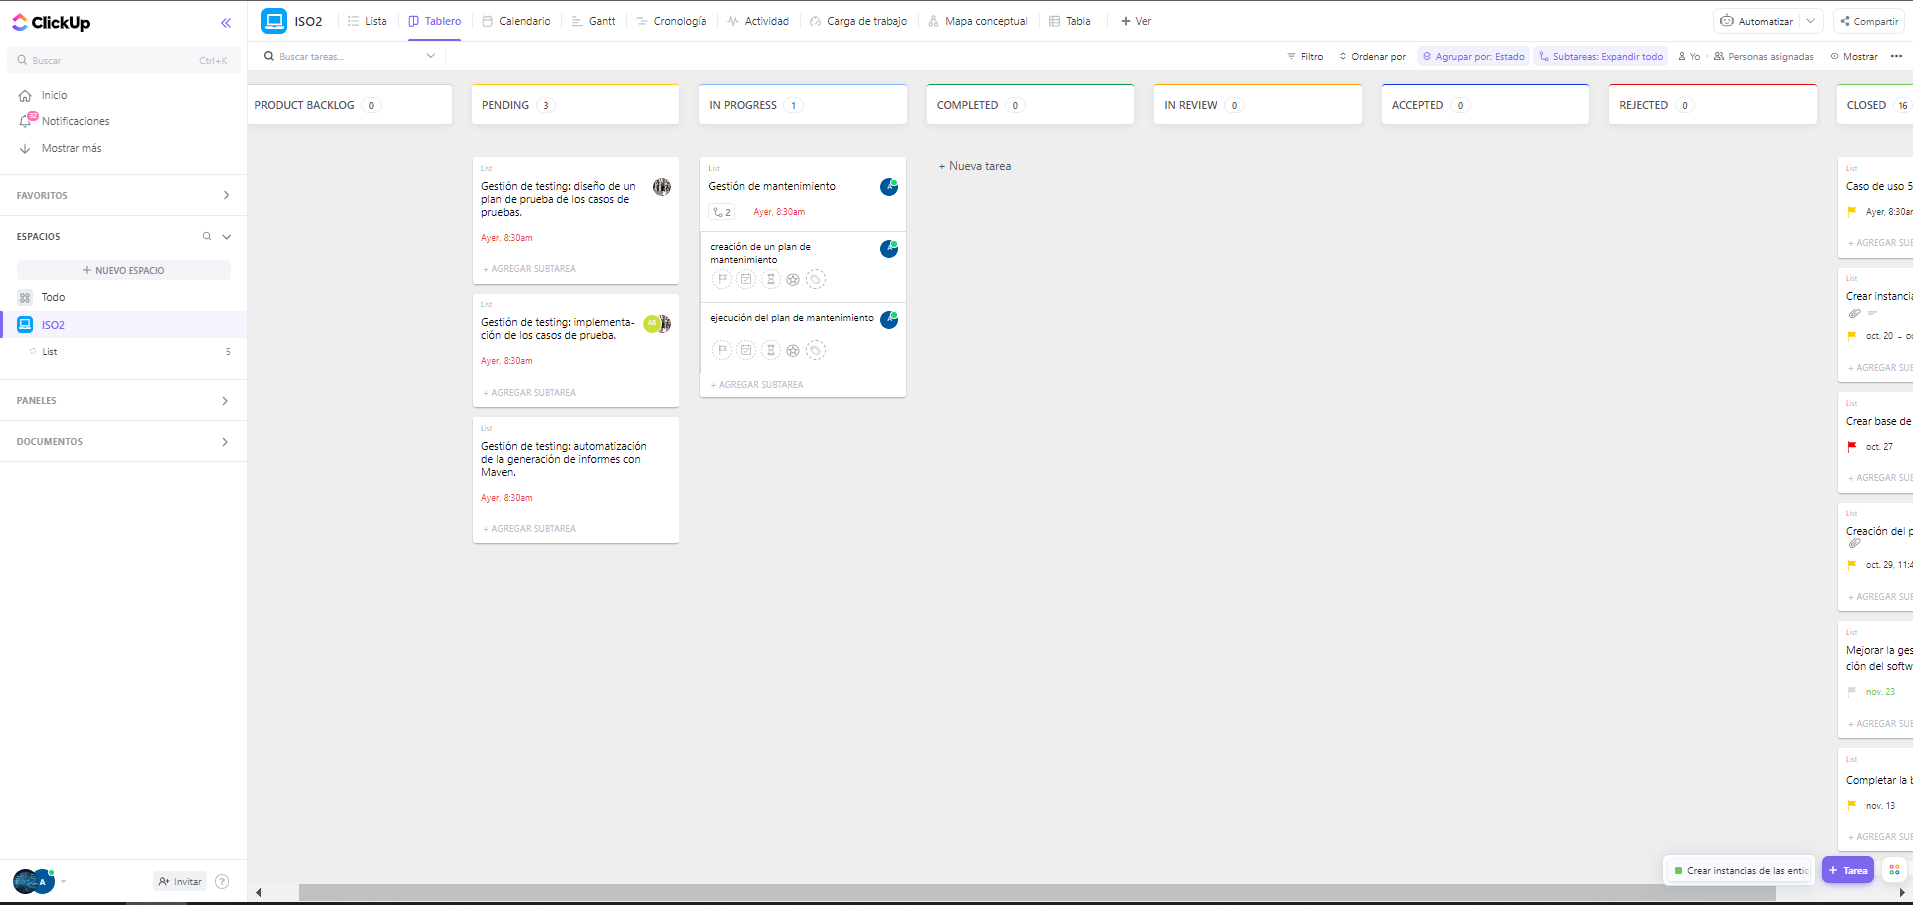 ClickUp
Buscar Ctrl+K
Inicio
52
Notificaciones
Mostrar más
FAVORITOS
ESPACIOS
+ NUEVO ESPACIO
Todo
ISO2
List 5
PANELES
DOCUMENTOS
A
Invitar ?
ISO2 Lista Tablero Calendario Gantt Cronología Actividad Carga de trabajo Mapa conceptual Tabla + Ver Automatizar Compartir
Buscar tareas... Filtro Ordenar por Agrupar por: Estado Subtareas: Expandir todo Yo Personas asignadas Mostrar
PRODUCT BACKLOG 0
PENDING 3
List
Gestión de testing: diseño de un
plan de prueba de los casos de
pruebas.
Ayer, 8:30am
+ AGREGAR SUBTAREA
List
Gestión de testing: implementa-
ción de los casos de prueba.
AB
Ayer, 8:30am
+ AGREGAR SUBTAREA
List
Gestión de testing: automatización
de la generación de informes con
Maven.
Ayer, 8:30am
+ AGREGAR SUBTAREA
IN PROGRESS 1
List
Gestión de mantenimiento A
2 Ayer, 8:30am
creación de un plan de
mantenimiento
A
ejecución del plan de mantenimiento A
+ AGREGAR SUBTAREA
COMPLETED 0
+ Nueva tarea
IN REVIEW 0
ACCEPTED 0
REJECTED 0
CLOSED 16
List
Caso de uso 5
Ayer, 8:30ar
+ AGREGAR SUE
List
Crear instancia
oct. 20 - oc
+ AGREGAR SUE
List
Crear base de
oct. 27
+ AGREGAR SUE
List
Creación del p
oct. 29, 11:4
+ AGREGAR SUE
List
Mejorar la ges
ción del softw
nov. 23
+ AGREGAR SUE
List
Completar la b
nov. 13
+ AGREGAR SUE
Crear instancias de las entic
+ Tarea